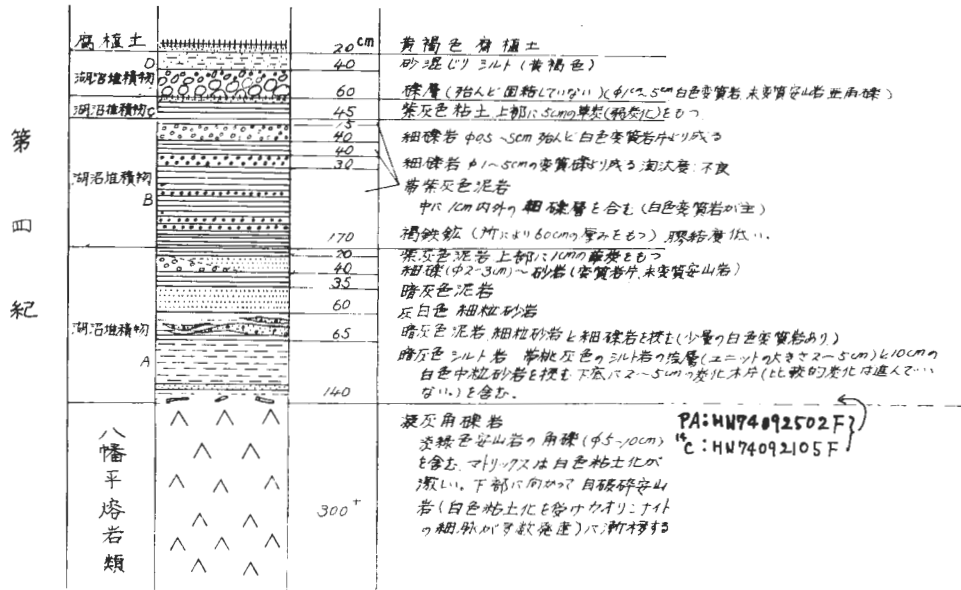 腐植土 20cm 黄褐色腐植土
D 40 砂混じりシルト(黄褐色)
湖沼堆積物
60 礫層(殆んど固結していない)(φ1~2、5cm白色変質岩、未変質安山岩亜角礫)
湖沼堆積物C 45 紫灰色粘土 上部に5cmの草炭(弱炭化)をもつ
15
40 細礫岩 φ0.5~5cm 殆んど白色変質岩片より成る
40
30 細礫岩 φ1~5cmの変質礫より成る 淘汰度:不良
湖沼堆積物
B
帯紫灰色泥岩
中に1cm内外の細礫層を含む(白色変質岩が主)
170 褐鉄鉱(所により60cmの厚みをもつ)膠結度低い.
20 紫灰色泥岩 上部に1cmの をもつ
40 細礫(φ2~3cm)~砂岩(変質岩片、未変質安山岩)
35 暗灰色泥岩
60 灰白色細粒砂岩
湖沼堆積物
A
65 暗灰色泥岩、細粒砂岩と細礫岩を挟む(少量の白色変質岩あり)
暗灰色シルト岩 帯桃灰色のシルト岩の薄層(ユニットの大きさ2~5cm)と10cmの
白色中粒砂岩を挟む 下底に2~5cmの炭化木片(比較的炭化は進んでい
140 ない。)を含む.
第四紀
八幡平熔岩類
凝灰角礫岩
淡緑色安山岩の角礫(φ5~10cm)
を含む、マトリックスは白色粘土化が
激しい。下部に向かって自破砕安山
300+ 岩(白色粘土化を受けカオリナイト
の細脈が多数発達)に漸移する
PA:HN74092502F
14C:HN74092105F